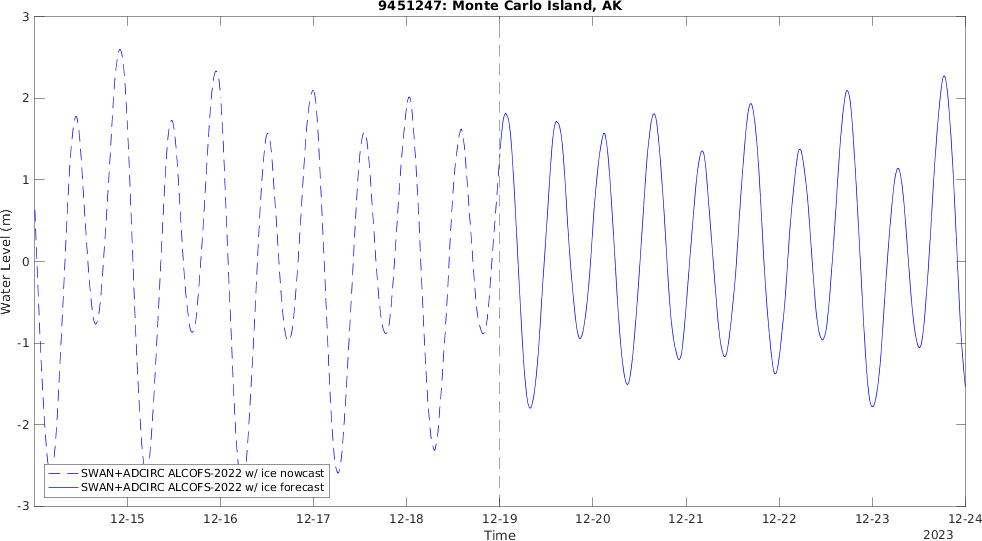 9451247: Monte Carlo Island, AK
3
2
1
0
-1
-2
-3
Water Level (m)
SWAN+ADCIRC ALCOFS-2022 w/ ice nowcast
SWAN+ADCIRC ALCOFS-2022 w/ ice forecast
12-15 12-16 12-17 12-18 12-19 12-20 12-21 12-22 12-23 12-24
Time
2023